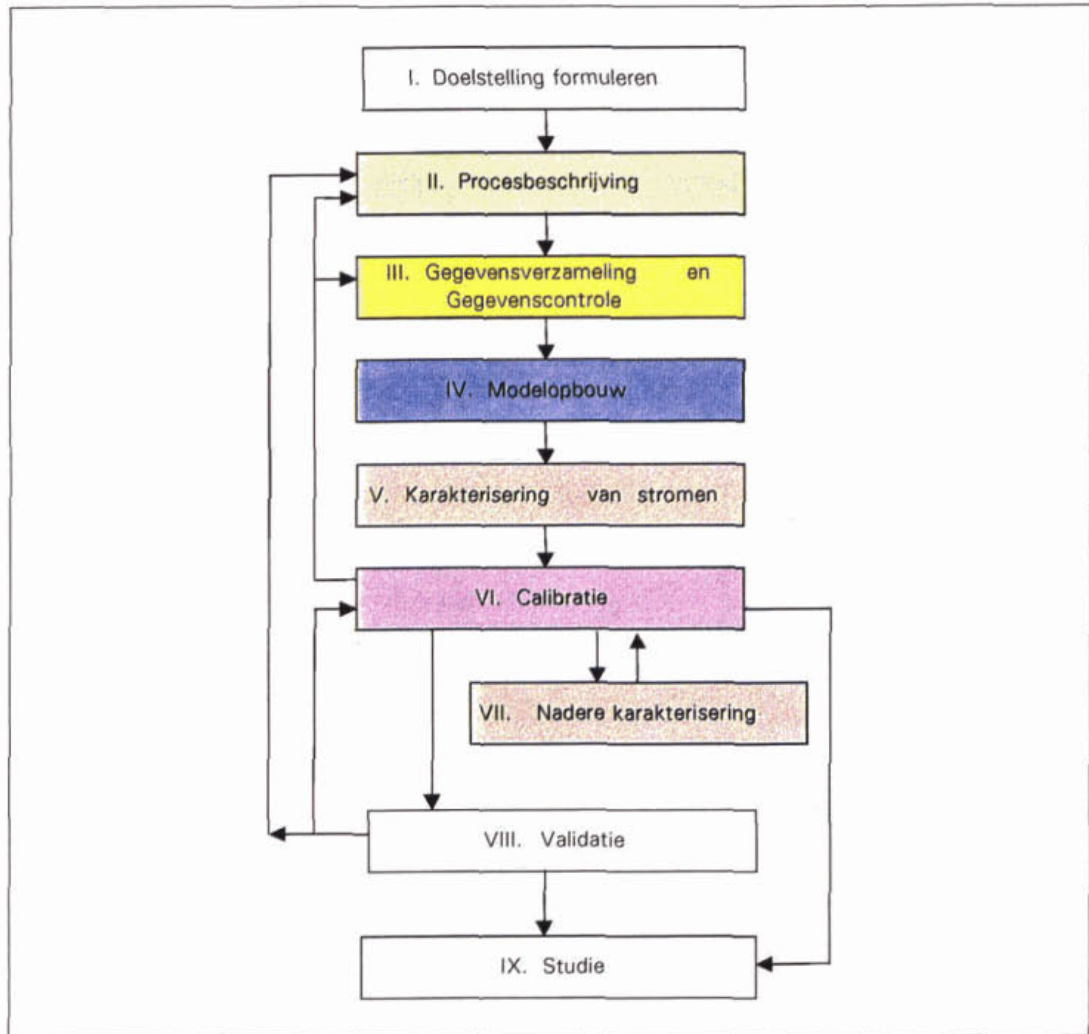 I. Doelstelling formuleren
II. Procesbeschrijving
III. Gegevensverzameling en
Gegevenscontrole
IV. Modelopbouw
V. Karakterisering van stromen
VI. Calibratie
VII. Nadere karakterisering
VIII. Validatie
IX. Studie